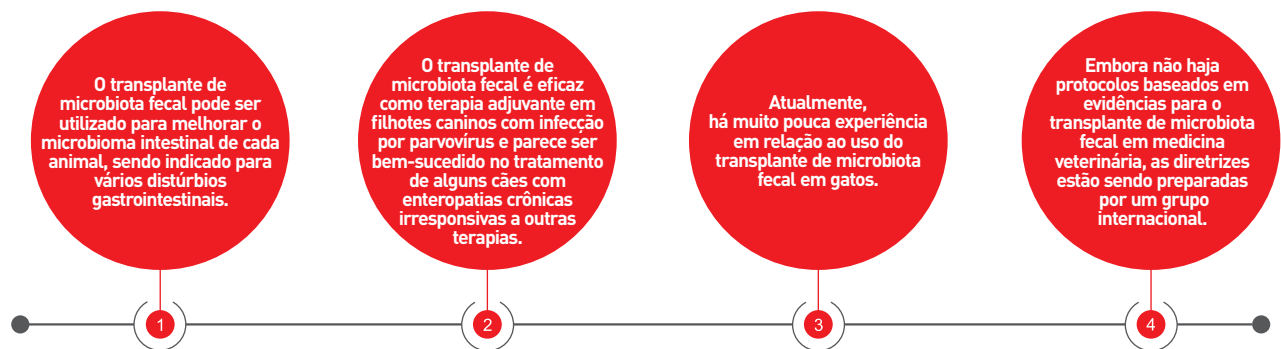 O transplante de
microbiota fecal pode ser
utilizado para melhorar o
microbioma intestinal de cada
animal, sendo indicado para
vários distúrbios
gastrointestinais.
1
O transplante de
microbiota fecal é eficaz
como terapia adjuvante em
filhotes caninos com infecção
por parvovírus e parece ser
bem-sucedido no tratamento
de alguns cães com
enteropatias crônicas
irresponsivas a outras
terapias.
2
Atualmente,
há muito pouca experiência
em relação ao uso do
transplante de microbiota
fecal em gatos.
3
Embora não haja
protocolos baseados em
evidências para o
transplante de microbiota
fecal em medicina
veterinária, as diretrizes
estão sendo preparadas
por um grupo
internacional.
4